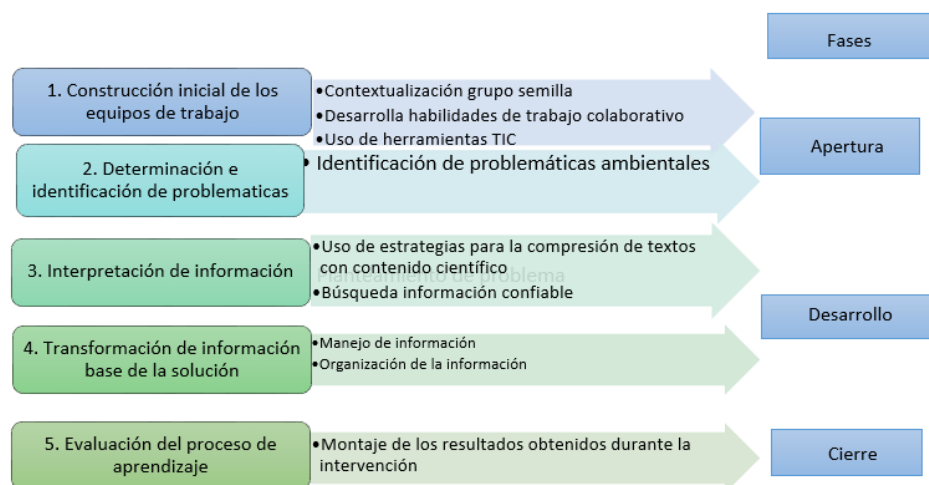 Fases
1. Construcción inicial de los
equipos de trabajo
•Contextualización grupo semilla
•Desarrolla habilidades de trabajo colaborativo
•Uso de herramientas TIC
Apertura
2. Determinación e
identificación de problematicas
• Identificación de problemáticas ambientales
3. Interpretación de información
•Uso de estrategias para la compresión de textos
con contenido científico
Planteamiento de problema
•Búsqueda información confiable
Desarrollo
4. Transformación de información
base de la solución
•Manejo de información
•Organización de la información
5. Evaluación del proceso de
aprendizaje
•Montaje de los resultados obtenidos durante la
intervención
Cierre